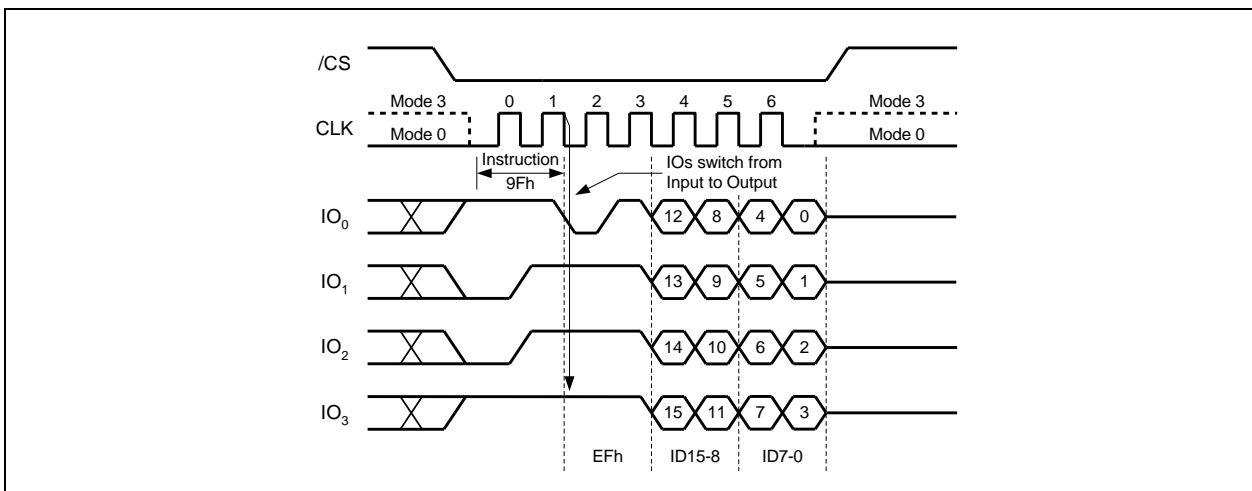 /CS
Mode 3 0 1 2 3 4 5 6 Mode 3
CLK
Mode 0 Mode 0
Instruction
9Fh
IOs switch from
Input to Output
IO0 12 8 4 0
IO1 13 9 5 1
IO2 14 10 6 2
IO3 15 11 7 3
EFh ID15-8 ID7-0